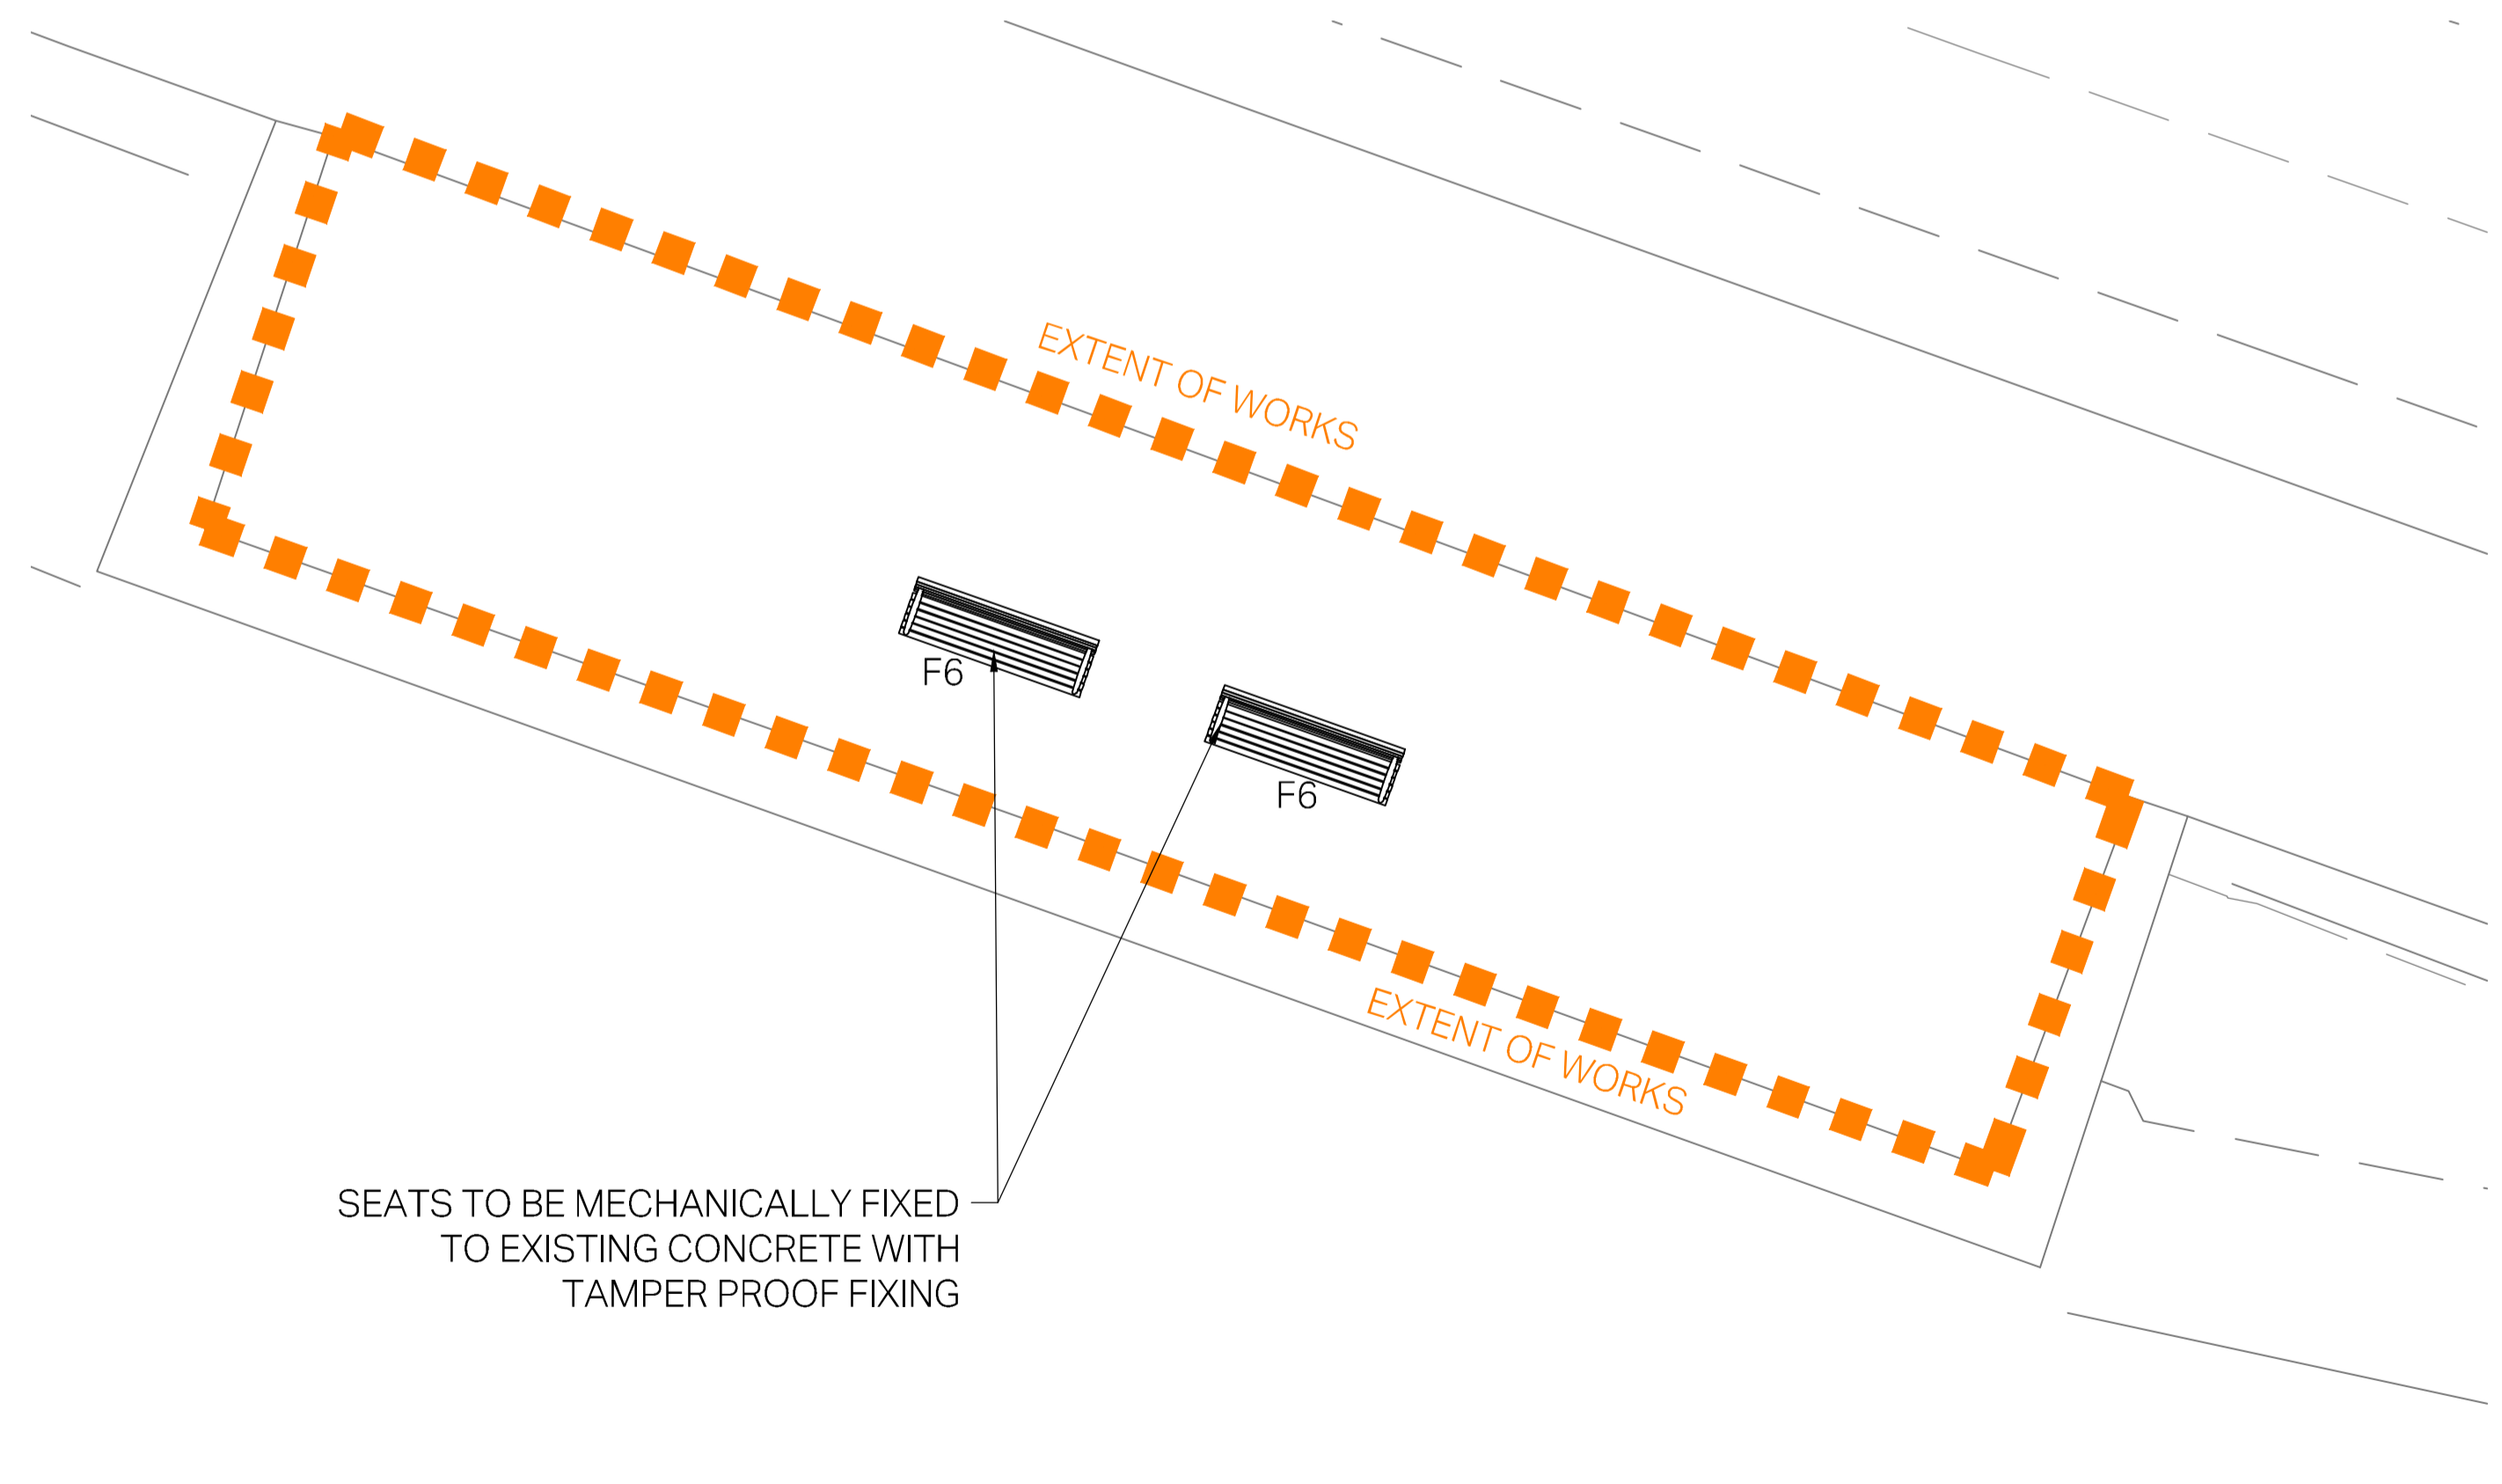 EXTENT OF WORKS
F6
F6
EXTENT OF WORKS
SEATS TO BE MECHANICALLY FIXED
TO EXISTING CONCRETE WITH
TAMPER PROOF FIXING